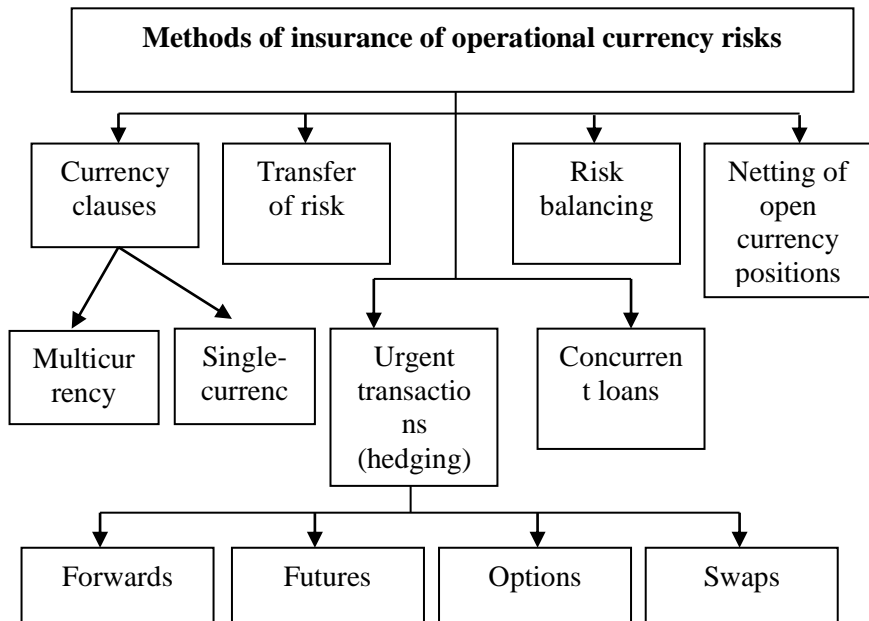 Methods of insurance of operational currency risks
Currency
clauses
Transfer
of risk
Risk
balancing
Netting of
open
currency
positions
Multicur
rency
Single-
currenc
Urgent
transactio
ns
(hedging)
Concurren
t loans
Forwards
Futures
Options
Swaps